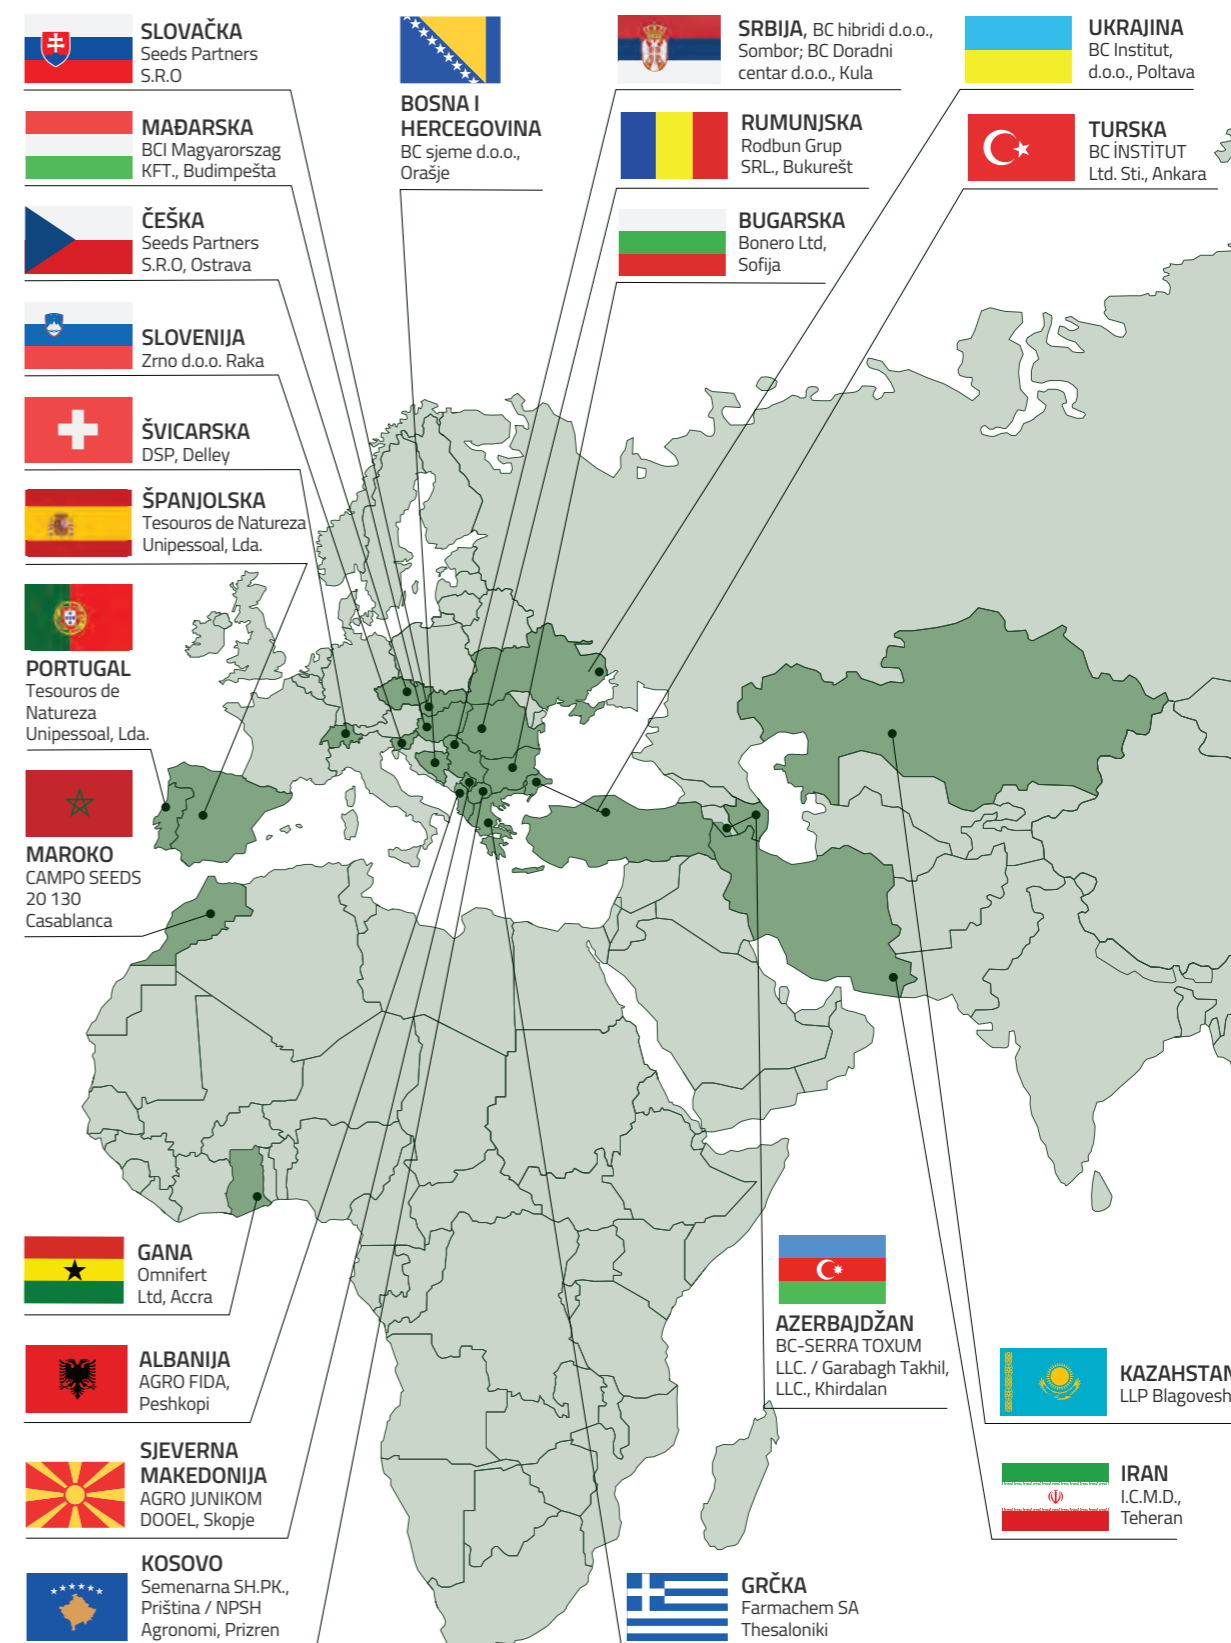 SLOVAČKA
Seeds Partners
S.R.O
MAĐARSKA
BCI Magyarorszag
KFT., Budimpešta
ČEŠKA
Seeds Partners
S.R.O, Ostrava
SLOVENIJA
Zrno d.o.o. Raka
ŠVICARSKA
DSP, Delley
ŠPANJOLSKA
Tesouros de Natureza
Unipessoal, Lda.
PORTUGAL
Tesouros de
Natureza
Unipessoal, Lda.
MAROKO
CAMPO SEEDS
20 130
Casablanca
BOSNA I
HERCEGOVINA
BC sjeme d.o.o.,
Orašje
SRBIJA, BC hibridi d.o.o.,
Sombor; BC Doradni
centar d.o.o., Kula
RUMUNJSKA
Rodbun Grup
SRL., Bukurešt
BUGARSKA
Bonero Ltd,
Sofija
UKRAJINA
BC Institut,
d.o.o., Poltava
TURSKA
BC İNSTİTUT
Ltd. Sti., Ankara
GANA
Omnifert
Ltd, Accra
ALBANIJA
AGRO FIDA,
Peshkopi
SJEVERNA
MAKEDONIJA
AGRO JUNIKOM
DOOEL, Skopje
KOSOVO
Semenarna SH.PK.,
Priština / NPSH
Agronomi, Prizren
AZERBAJDŽAN
BC-SERRA TOXUM
LLC. / Garabagh Takhil,
LLC., Khirdalan
KAZAHSTAN
LLP Blagovesh
IRAN
I.C.M.D.,
Teheran
GRČKA
Farmachem SA
Thesaloniki